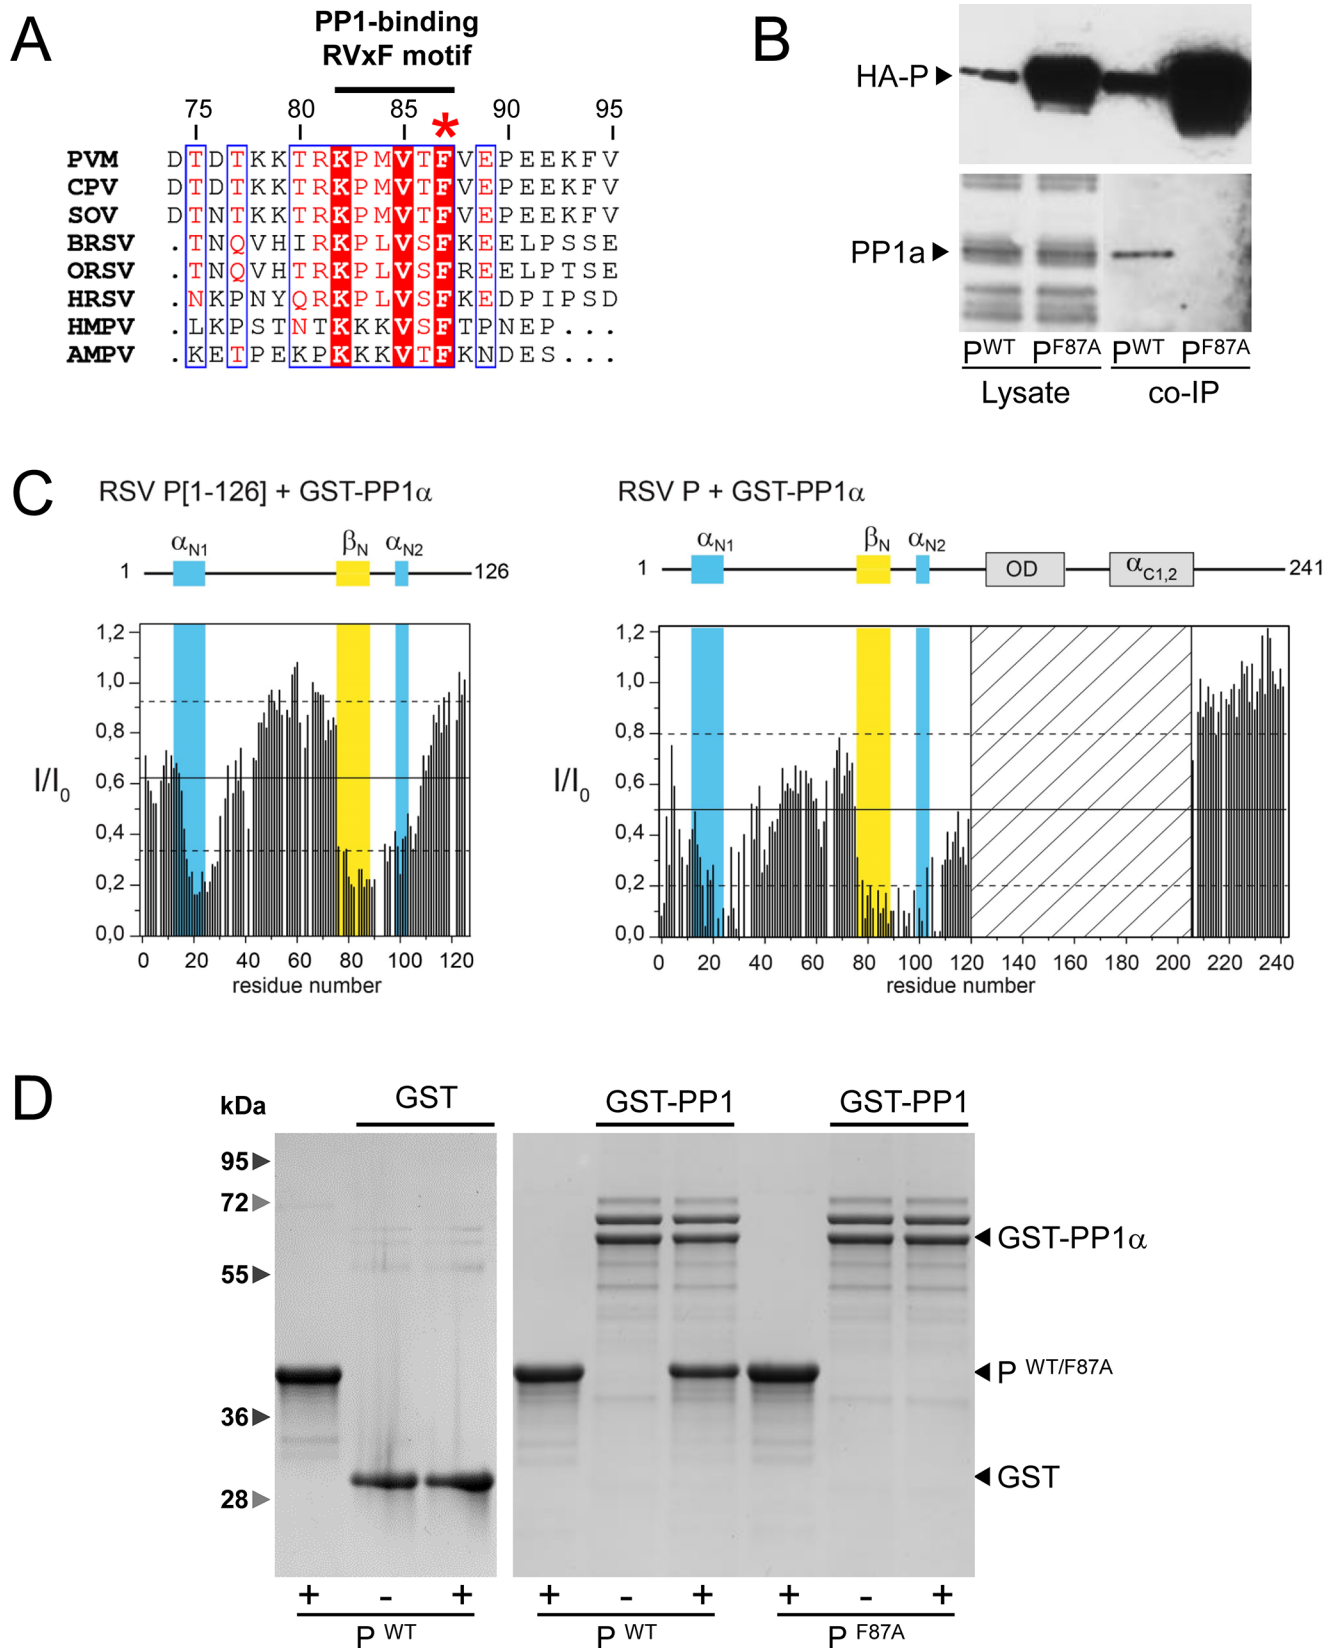 A
PP1-binding
RVxF motif
75 80 85 90 95
*
PVM DTDTKKTRKPMVTFVEPEEKFV
CPV DTDTKKTRKPMVTFVEPEEKFV
SOV DTNTKKTRKPMVTFVEPEEKFV
BRSV .TNQVHIRKPLVSFKEELPSSE
ORSV .TNQVHTRKPLVSFREELPTSE
HRSV .NKPNYQRKPLVSFKEDPIPSD
HMPV .LKPSTNTKKKVSFTPNEP...
AMPV .KETPEKPKKKVTFKNDES...
B
HA-P
PP1a
P WT P F87A P WT P F87A
Lysate co-IP
C
RSV P[1-126] + GST-PP1α
αN1 βN αN2
1 126
1,2
1,0
0,8
0,6
0,4
0,2
0,0
I/I0
0 20 40 60 80 100 120
residue number
RSV P + GST-PP1α
αN1 βN αN2
1 OD αC1,2 241
1,2
1,0
0,8
0,6
0,4
0,2
0,0
I/I0
0 20 40 60 80 100 120 140 160 180 200 220 240
residue number
D
kDa GST GST-PP1 GST-PP1
95
72
55
36
28
GST-PP1α
P WT/F87A
GST
+ - + + - + + - +
P WT P WT P F87A